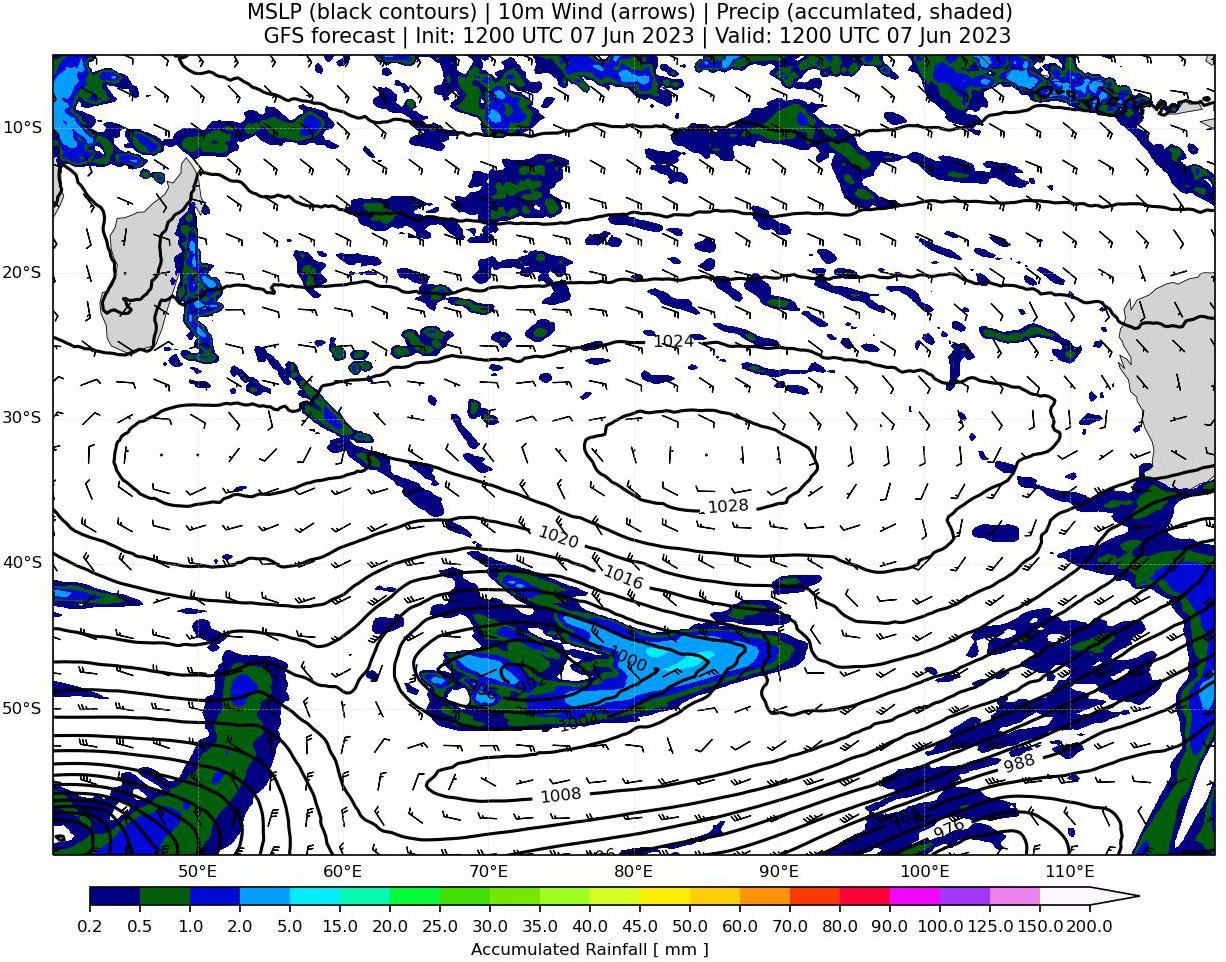 MSLP (black contours) | 10m Wind (arrows) | Precip (accumlated, shaded)
GFS forecast | Init: 1200 UTC 07 Jun 2023 | Valid: 1200 UTC 07 Jun 2023
10°S
20°S
1024
30°S
1028
1020
40°S
1016
1000
996 992
50°S
1004
988
1008
976
50°E 60°E 70°E 80°E 90°E 100°E 110°E
0.2 0.5 1.0 2.0 5.0 10.0 15.0 20.0 25.0 30.0 35.0 40.0 45.0 50.0 60.0 70.0 80.0 90.0 100.0 125.0 150.0 200.0
Accumulated Rainfall [ mm ]